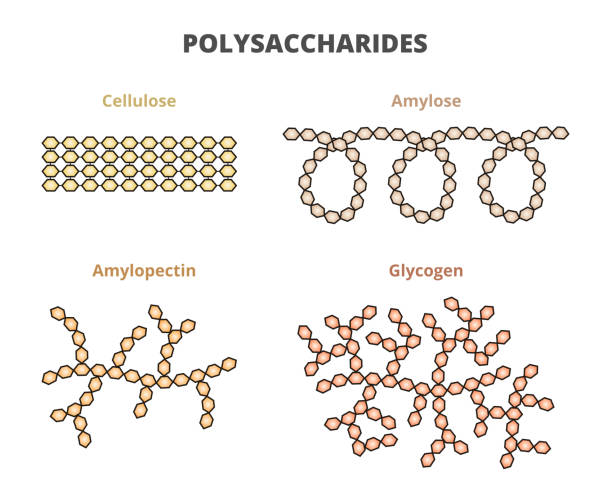 POLYSACCHARIDES
Cellulose
Amylose
Amylopectin
Glycogen